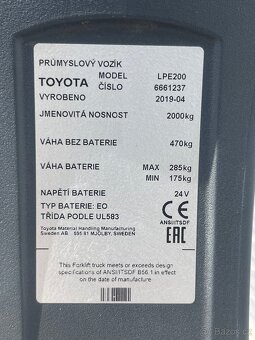 PRŮMYSLOVÝ VOZÍK
TOYOTA MODEL LPE200
ČÍSLO 6661237
VYROBENO 2019-04
JMENOVITÁ NOSNOST 2000kg
VÁHA BEZ BATERIE 470kg
VÁHA BATERIE MAX 285kg
MIN 175kg
NAPĚTÍ BATERIE 24V
TYP BATERIE: EO
TŘÍDA PODLE UL583
CE
ANSI/ITSDF
EAC
Toyota Material Handling Manufacturing
Sweden AB 595 81 MJÖLBY, SWEDEN
This Forklift truck meets or exceeds design
specifications of ANSI/ITSDF B56.1 in effect
on the date of manufacture